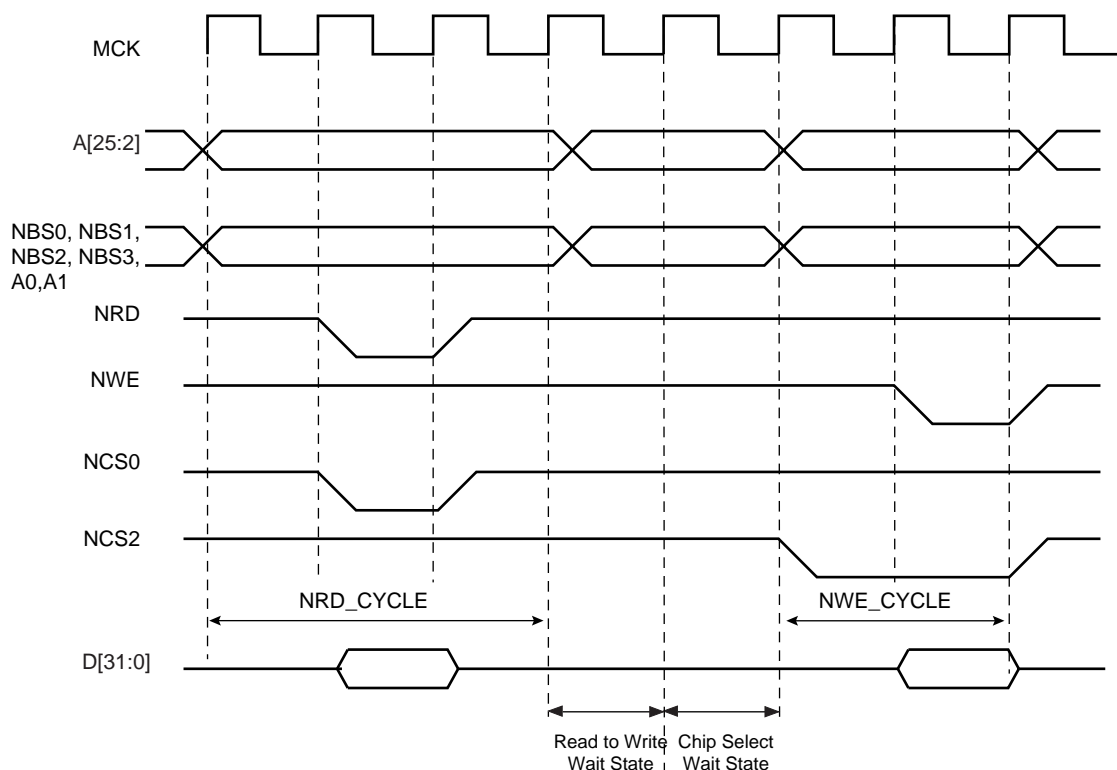 MCK
A[25:2]
NBS0, NBS1,
NBS2, NBS3,
A0,A1
NRD
NWE
NCS0
NCS2
NRD_CYCLE
NWE_CYCLE
D[31:0]
Read to Write
Wait State
Chip Select
Wait State